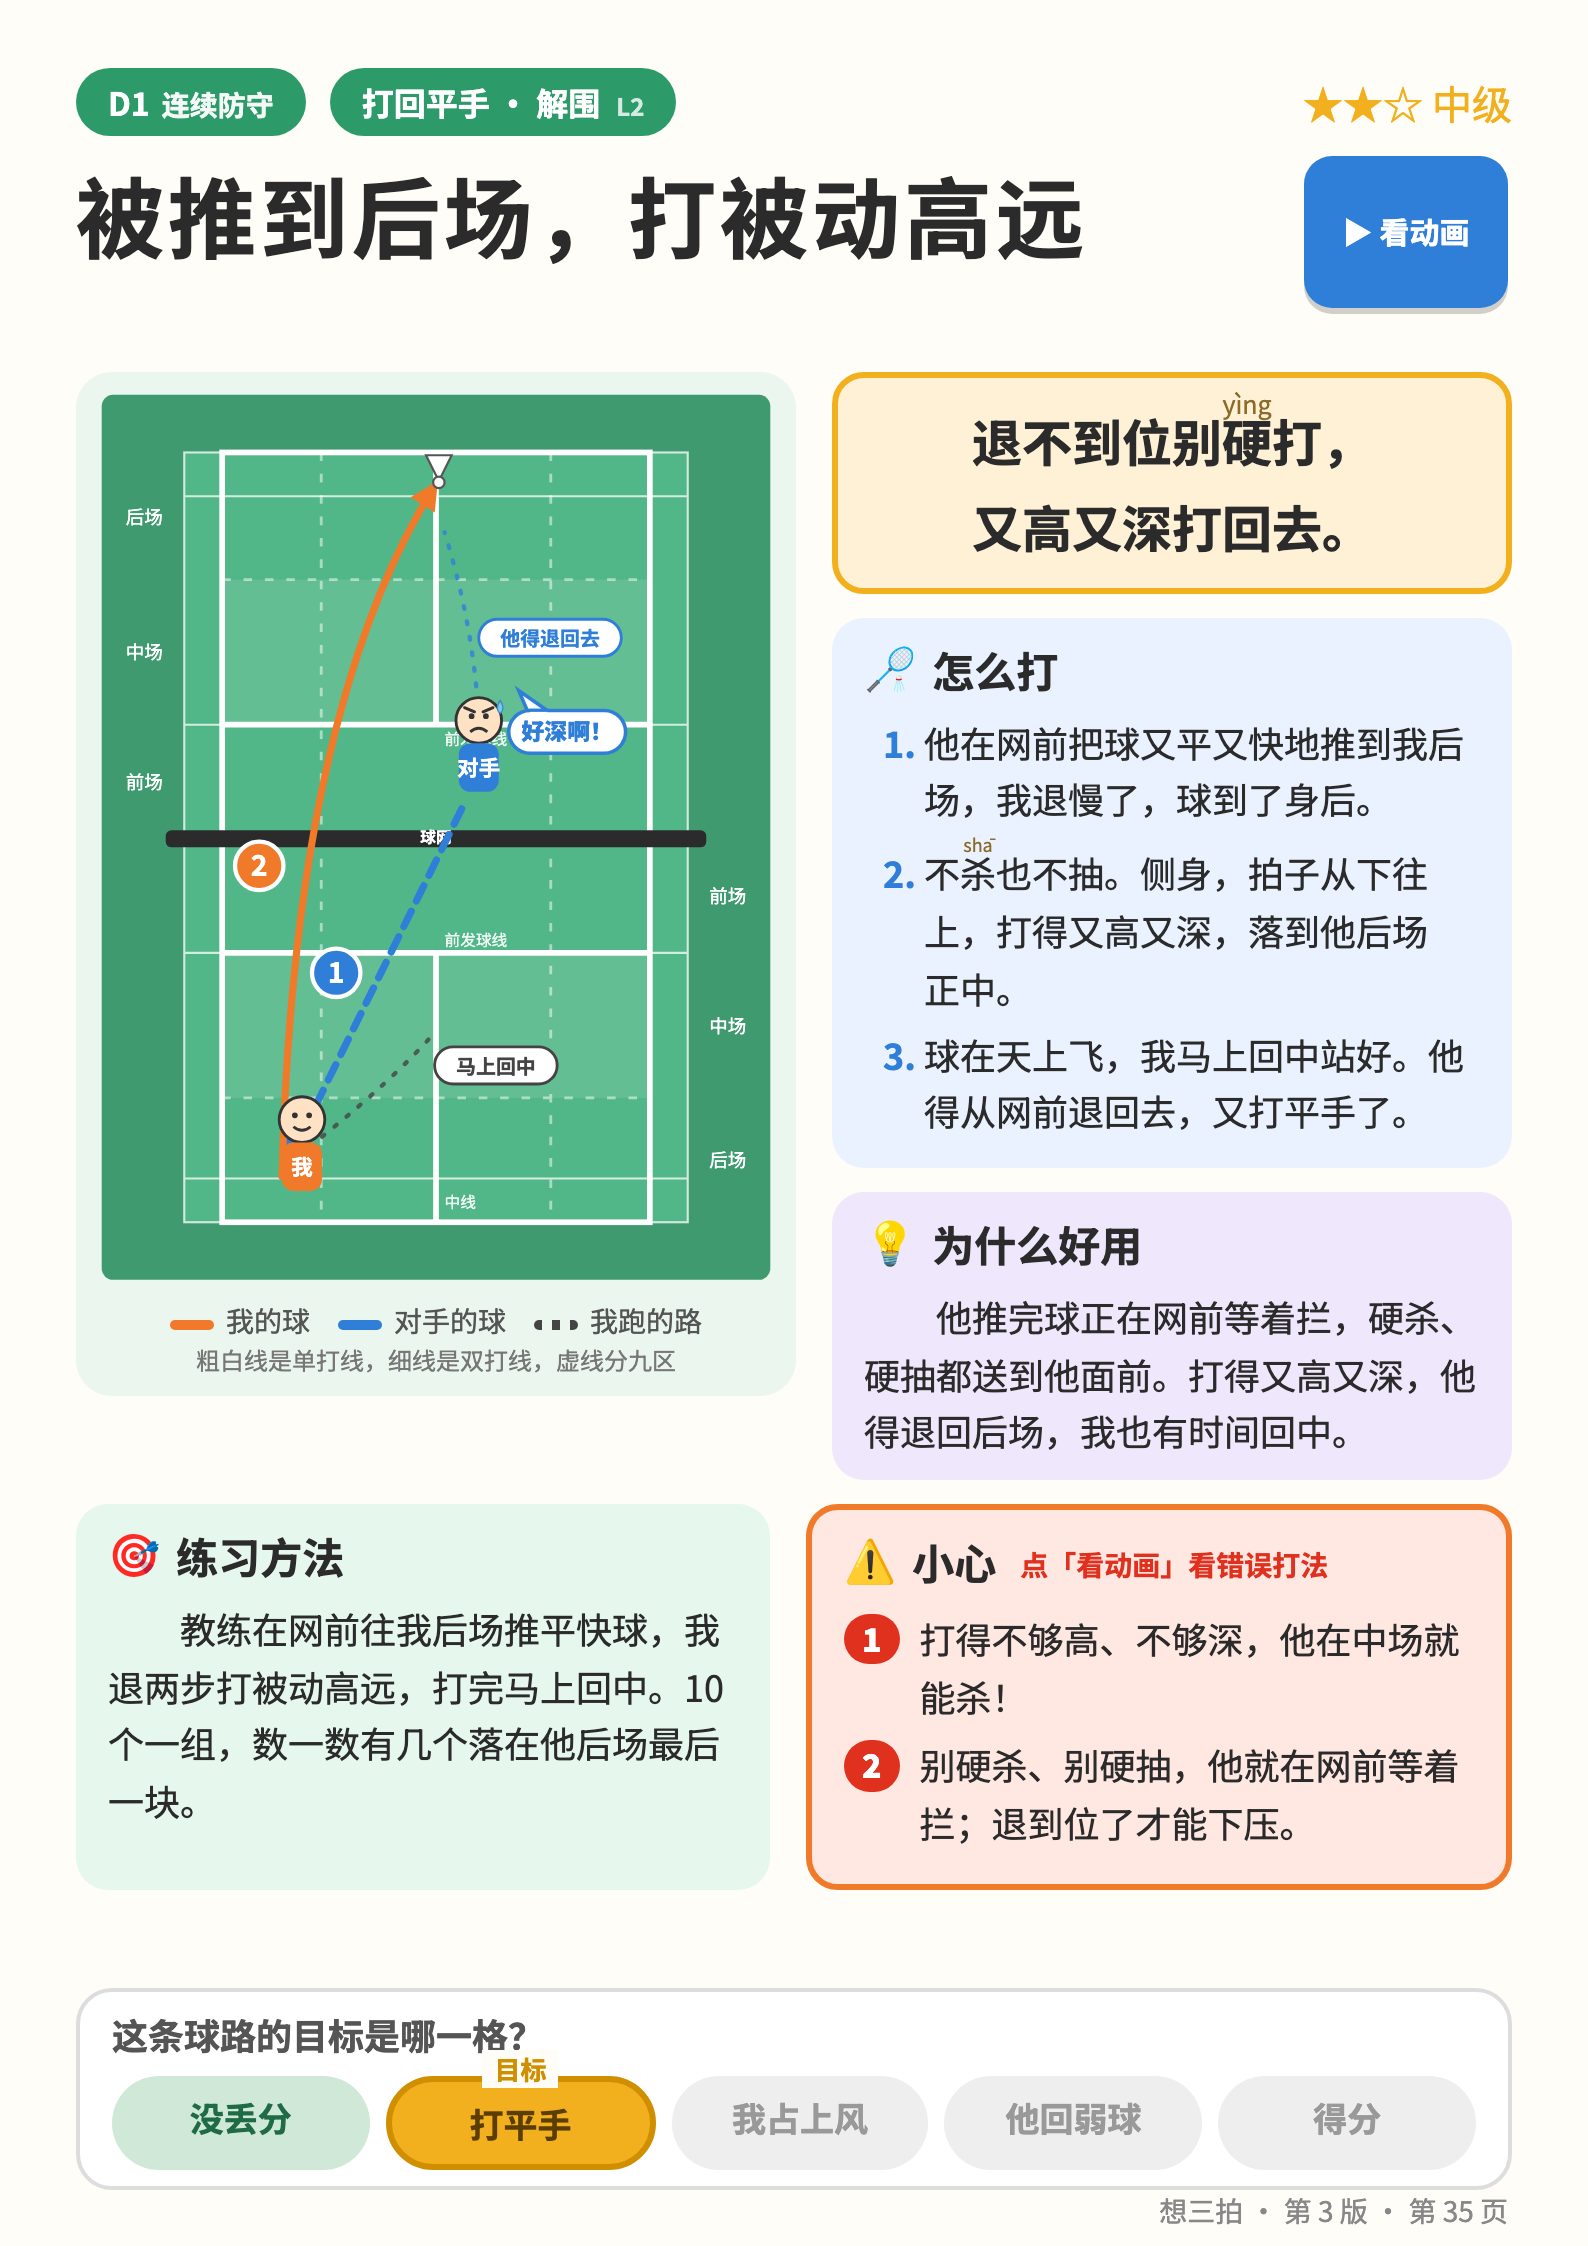 D1 连续防守
打回平手 · 解围 L2
★★☆ 中级
被推到后场，打被动高远
▶ 看动画
后场
中场
前场
他得退回去
好深啊！
对手
球网
2
前场
前发球线
1
中场
马上回中
我
后场
中线
我的球 对手的球 我跑的路
粗白线是单打线，细线是双打线，虚线分九区
yìng
退不到位别硬打，
又高又深打回去。
怎么打
1. 他在网前把球又平又快地推到我后
场，我退慢了，球到了身后。
shā
2. 不杀也不抽。侧身，拍子从下往
上，打得又高又深，落到他后场
正中。
3. 球在天上飞，我马上回中站好。他
得从网前退回去，又打平手了。
为什么好用
他推完球正在网前等着拦，硬杀、
硬抽都送到他面前。打得又高又深，他
得退回后场，我也有时间回中。
练习方法
教练在网前往我后场推平快球，我
退两步打被动高远，打完马上回中。10
个一组，数一数有几个落在他后场最后
一块。
小心 点「看动画」看错误打法
1 打得不够高、不够深，他在中场就
能杀！
2 别硬杀、别硬抽，他就在网前等着
拦；退到位了才能下压。
这条球路的目标是哪一格？
目标
没丢分
打平手
我占上风
他回弱球
得分
想三拍 · 第 3 版 · 第 35 页